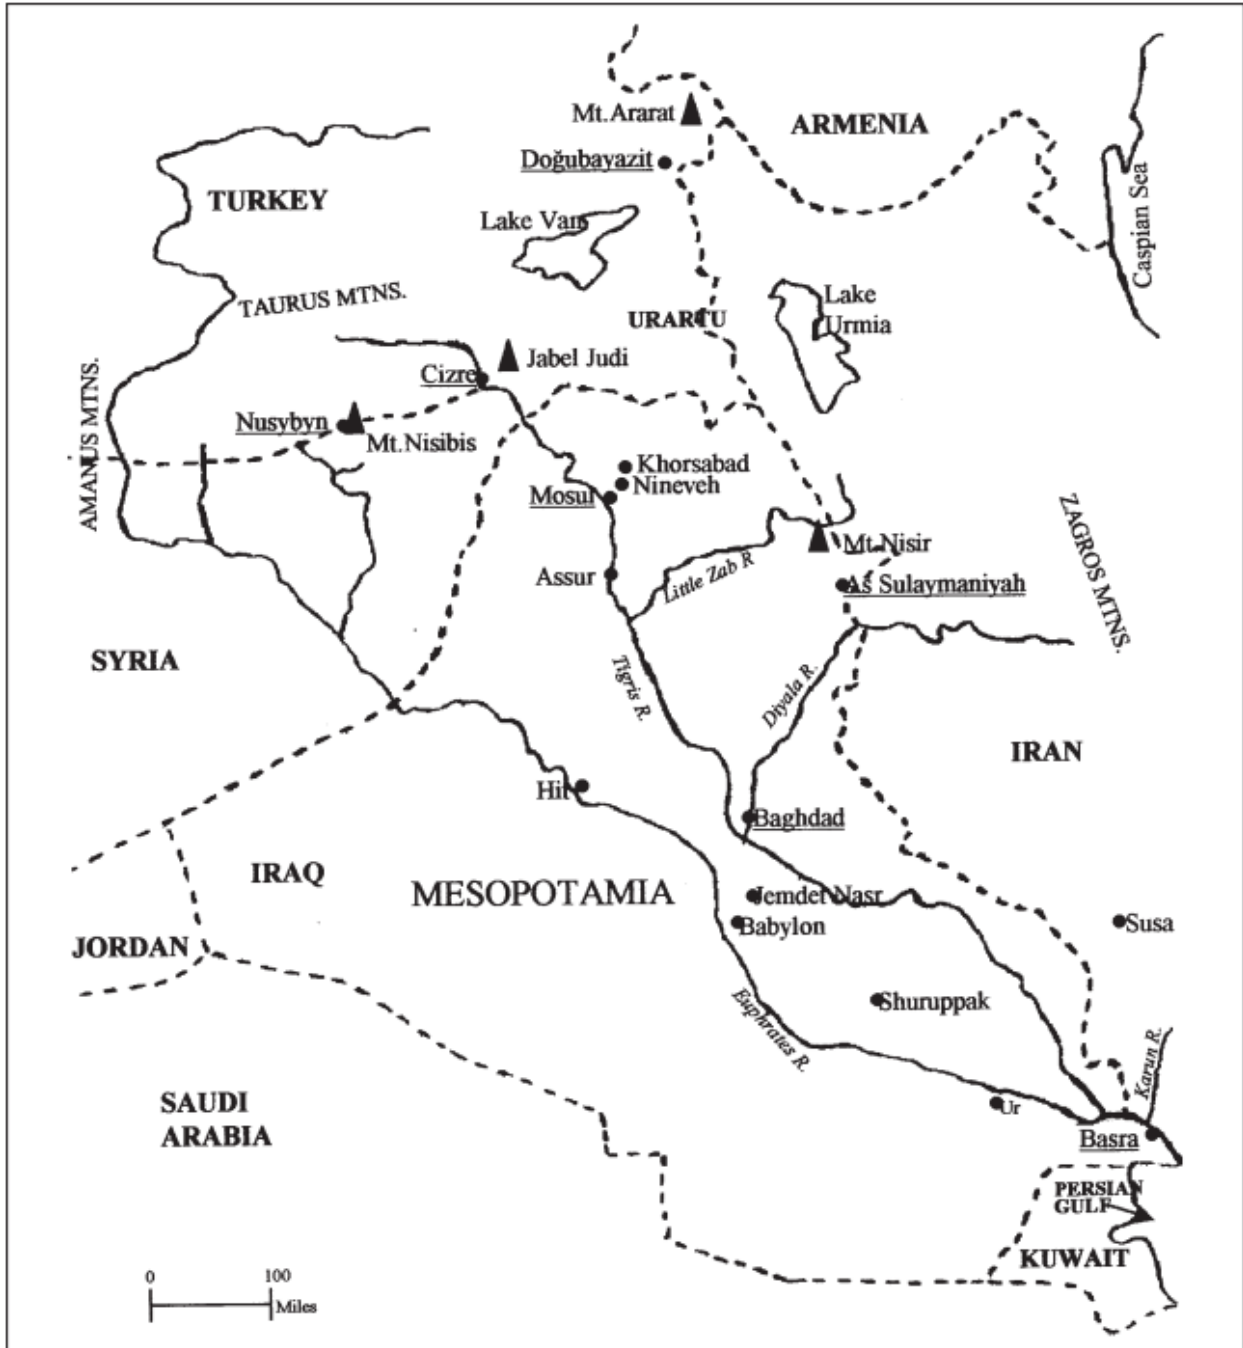 Mt.Ararat
ARMENIA
Doğubayazit
TURKEY
Lake Van
Caspian Sea
TAURUS MTNS.
Lake
Urmia
URARTU
Jabel Judi
Cizre
AMANUS MTNS.
Nusybyn
Mt.Nisibis
Khorsabad
Nineveh
Mosul
ZAGROS MTNS.
Mt.Nisir
Assur
Little Zab R
As Sulaymaniyah
SYRIA
Tigris R.
Diyala R.
IRAN
Hit
Baghdad
IRAQ
MESOPOTAMIA
Jemdet Nasr
Babylon
Susa
JORDAN
Shuruppak
Euphrates R.
Karun R.
SAUDI
ARABIA
Ur
Basra
PERSIAN
GULF
KUWAIT
0 100
Miles